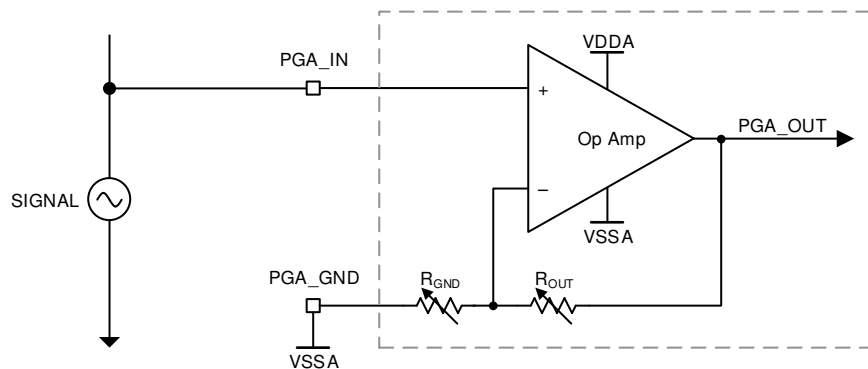 VDDA
PGA_IN
+
Op Amp
PGA_OUT
SIGNAL
−
VSSA
PGA_GND
RGND
ROUT
VSSA